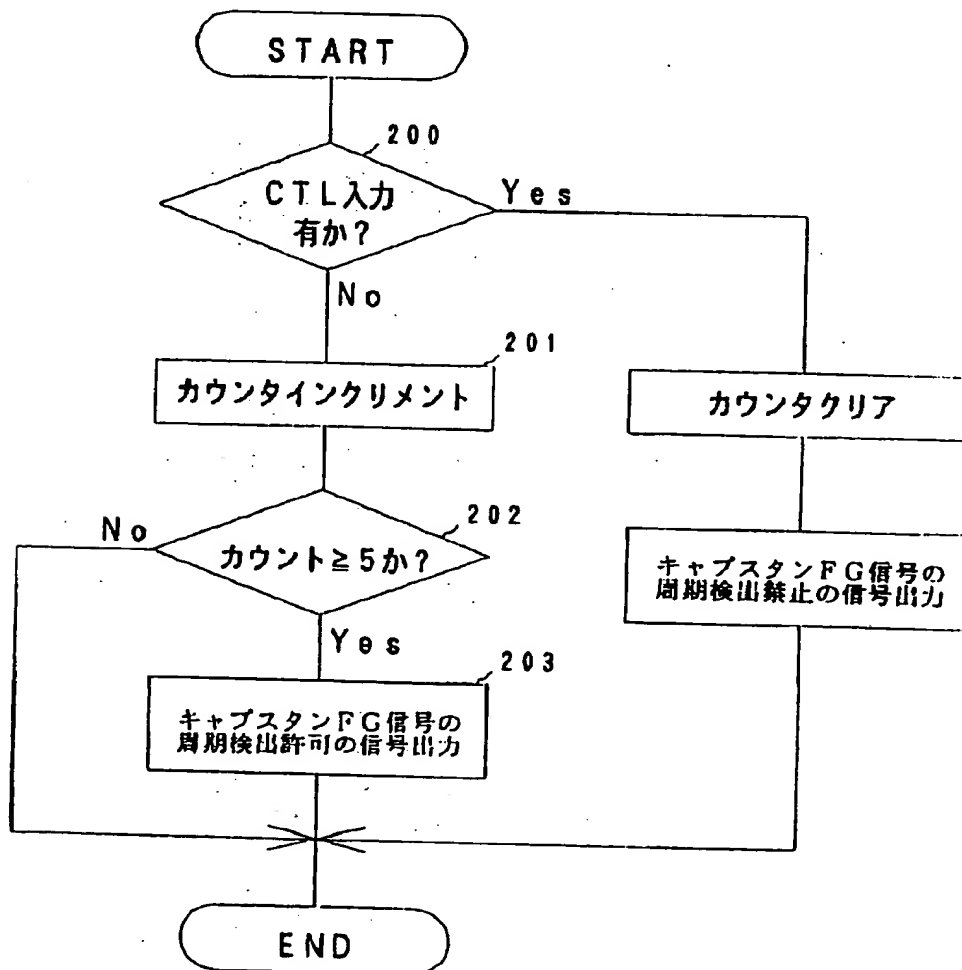 START
200
CTL入力
有か?
Yes
No
201
カウンタインクリメント
カウンタクリア
202
No
カウント≧5か?
キャプスタンFG信号の
周期検出禁止の信号出力
Yes
203
キャプスタンFG信号の
周期検出許可の信号出力
END